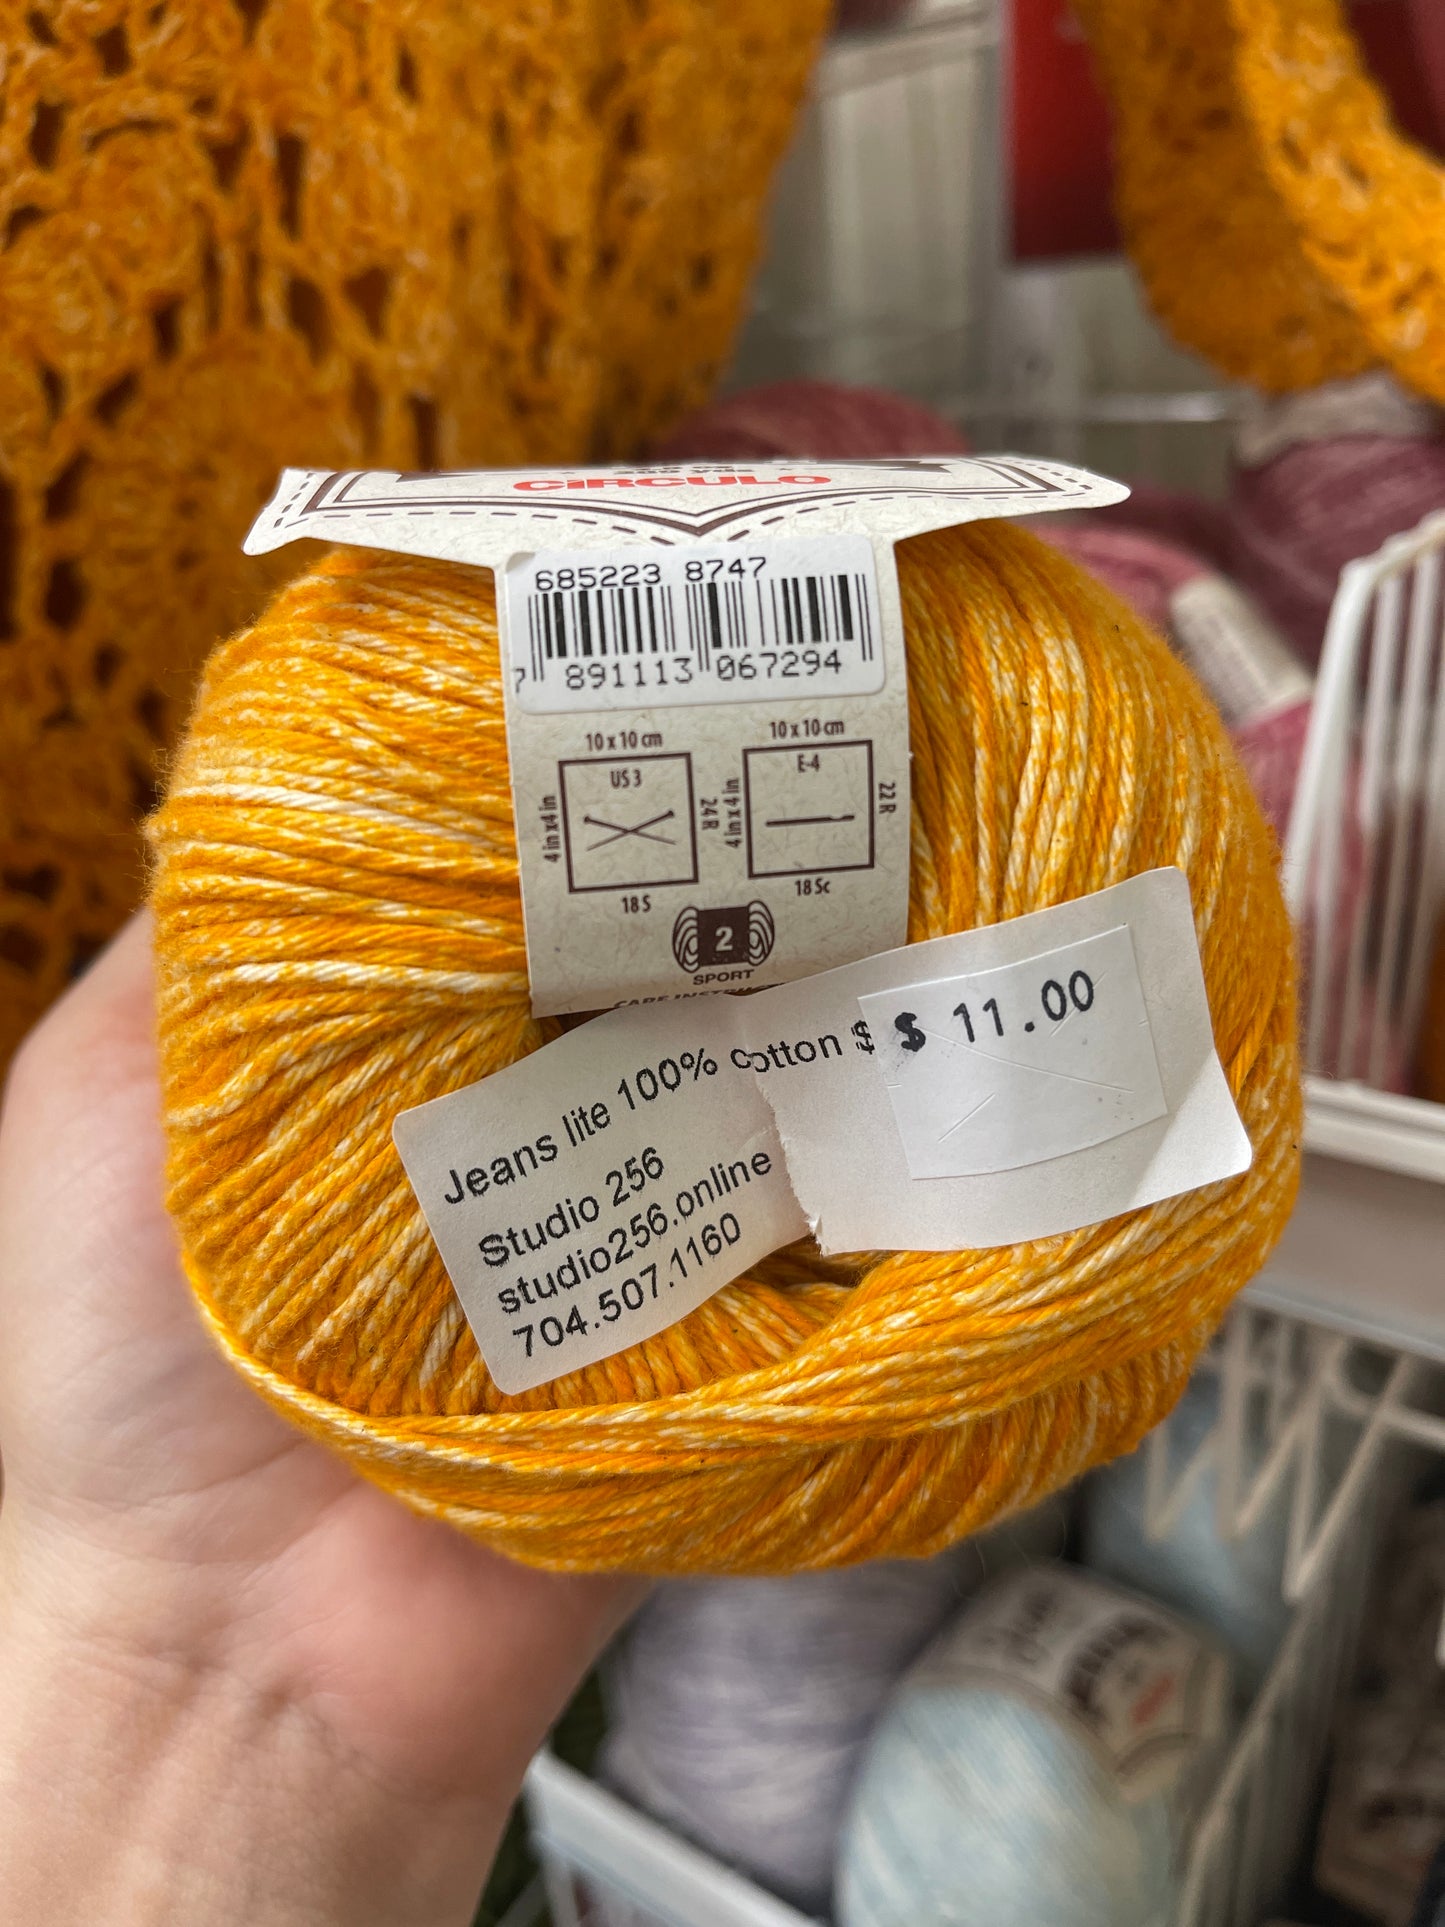 CIRCULO
685223 8747
7 891113 067294
10 x 10 cm
4 in x 4 in
US 3
24 R
18 S
10 x 10 cm
4 in x 4 in
E-4
22 R
18 Sc
2
SPORT
Jeans lite 100% cotton $ $ 11.00
Studio 256
studio256.online
704.507.1160